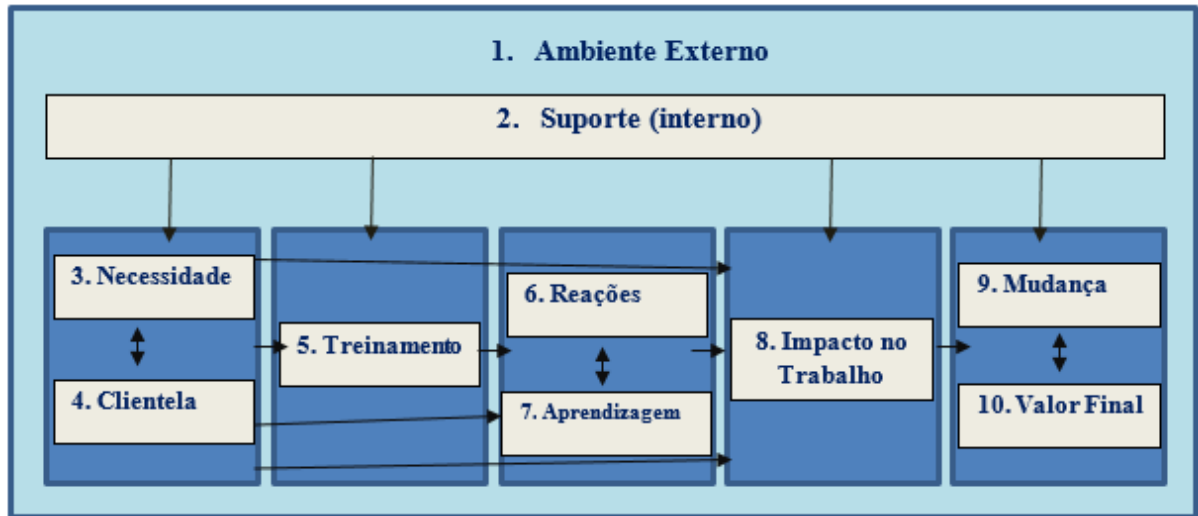 1. Ambiente Externo
2. Suporte (interno)
3. Necessidade
4. Clientela
5. Treinamento
6. Reações
7. Aprendizagem
8. Impacto no
Trabalho
9. Mudança
10. Valor Final